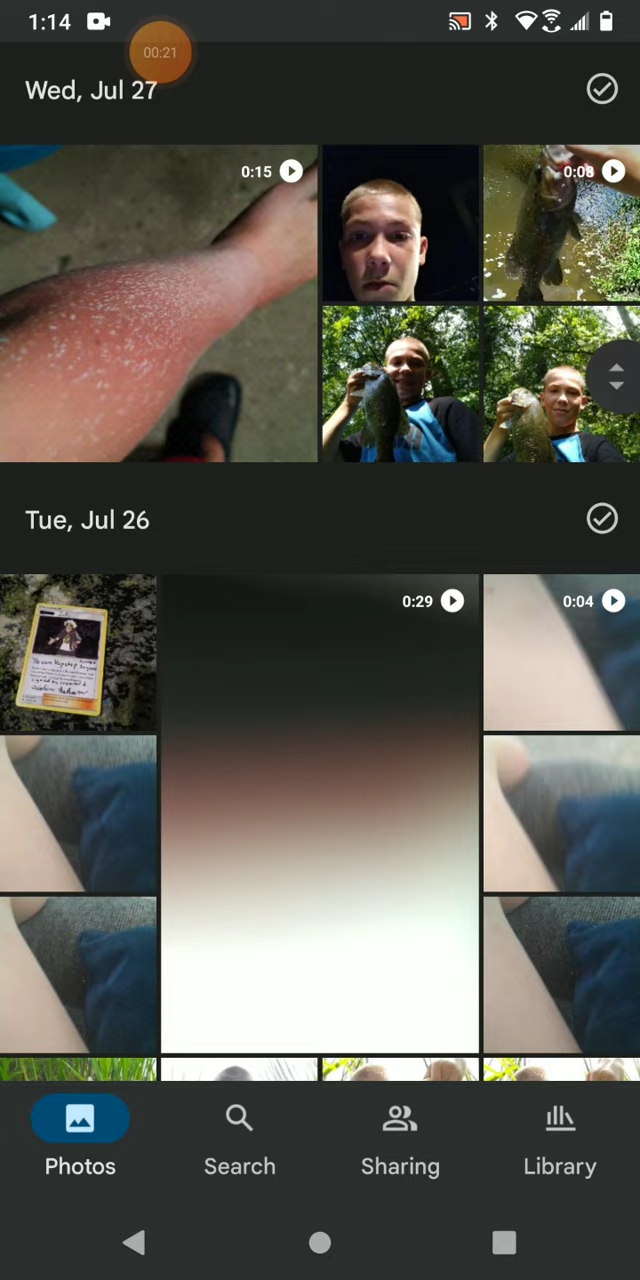 1:14
00:21
Wed, Jul 27
0:15
0:08
Tue, Jul 26
0:29
0:04
Photos
Search
Sharing
Library